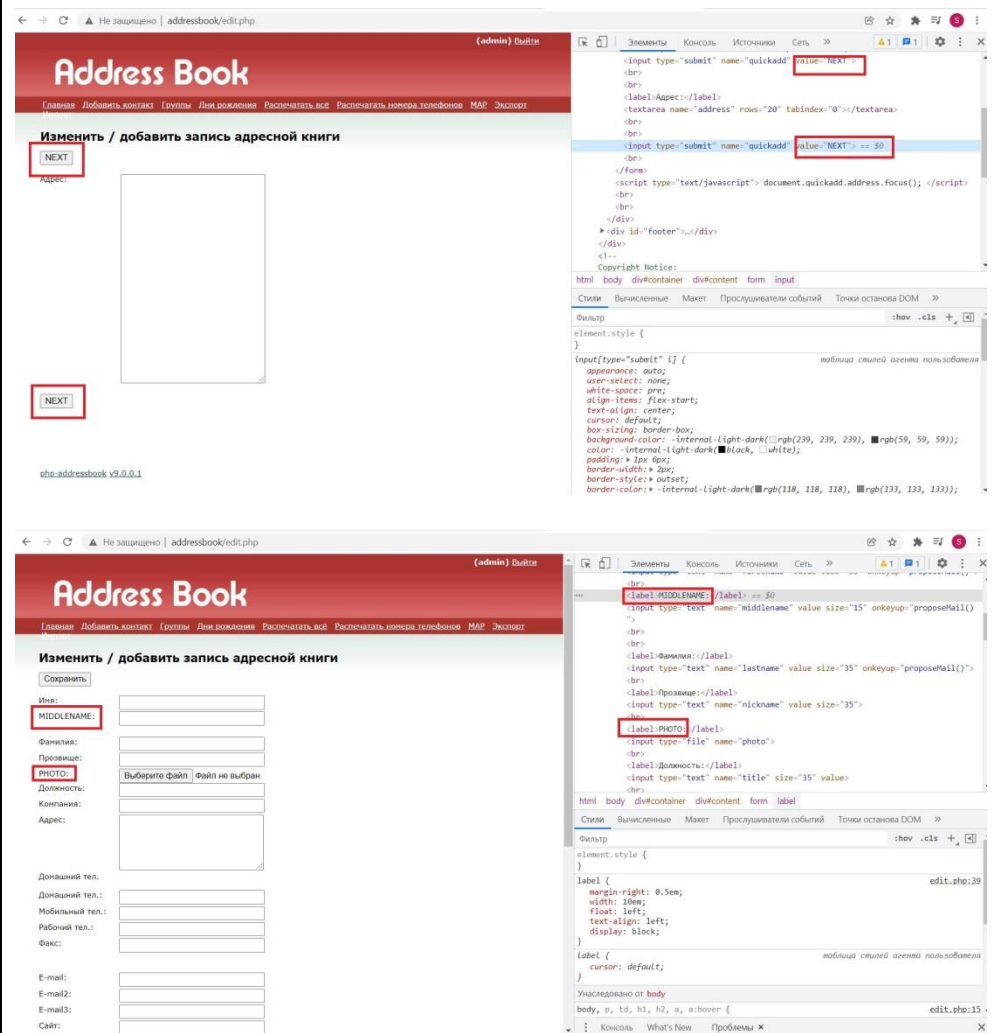 Не защищено | addressbook/edit.php
S
(admin) Выйти
Address Book
Главная Добавить контакт Группы Дни рождения Распечатать всё Распечатать номера телефонов MAP Экспорт
Изменить / добавить запись адресной книги
NEXT
Адрес:
NEXT
php-addressbook v9.0.0.1
Элементы Консоль Источники Сеть » 1 1
<input type="submit" name="quickadd" value="NEXT">
<br>
<label>Адрес:</label>
<textarea name="address" rows="20" tabindex="0"></textarea>
<br>
<br>
<input type="submit" name="quickadd" value="NEXT"> == $0
<br>
</form>
<script type="text/javascript"> document.quickadd.address.focus(); </script>
<br>
<br>
</div>
<div id="footer">…</div>
</div>
<!--
Copyright Notice:
html body div#container div#content form input
Стили Вычисленные Макет Прослушиватели событий Точки останова DOM »
Фильтр :hov .cls +
element.style {
}
input[type="submit" i] { таблица стилей агента пользователя
appearance: auto;
user-select: none;
white-space: pre;
align-items: flex-start;
text-align: center;
cursor: default;
box-sizing: border-box;
background-color: -internal-light-dark(rgb(239, 239, 239), rgb(59, 59, 59));
color: -internal-light-dark(black, white);
padding: 1px 6px;
border-width: 2px;
border-style: outset;
border-color: -internal-light-dark(rgb(118, 118, 118), rgb(133, 133, 133));
Не защищено | addressbook/edit.php
S
(admin) Выйти
Address Book
Главная Добавить контакт Группы Дни рождения Распечатать всё Распечатать номера телефонов MAP Экспорт
Изменить / добавить запись адресной книги
Сохранить
Имя:
MIDDLENAME:
Фамилия:
Прозвище:
PHOTO: Выберите файл Файл не выбран
Должность:
Компания:
Адрес:
Домашний тел.
Домашний тел.:
Мобильный тел.:
Рабочий тел.:
Факс:
E-mail:
E-mail2:
E-mail3:
Сайт:
Элементы Консоль Источники Сеть » 1 1
<br>
<label>MIDDLENAME:</label> == $0
<input type="text" name="middlename" value size="15" onkeyup="proposeMail()
">
<br>
<br>
<label>Фамилия:</label>
<input type="text" name="lastname" value size="35" onkeyup="proposeMail()">
<br>
<label>Прозвище:</label>
<input type="text" name="nickname" value size="35">
<br>
<label>PHOTO:</label>
<input type="file" name="photo">
<br>
<label>Должность:</label>
<input type="text" name="title" size="35" value>
<br>
html body div#container div#content form label
Стили Вычисленные Макет Прослушиватели событий Точки останова DOM »
Фильтр :hov .cls +
element.style {
}
label { edit.php:39
margin-right: 0.5em;
width: 10em;
float: left;
text-align: left;
display: block;
}
label { таблица стилей агента пользователя
cursor: default;
}
Унаследовано от body
body, p, td, h1, h2, a, a:hover { edit.php:15
Консоль What's New Проблемы ×